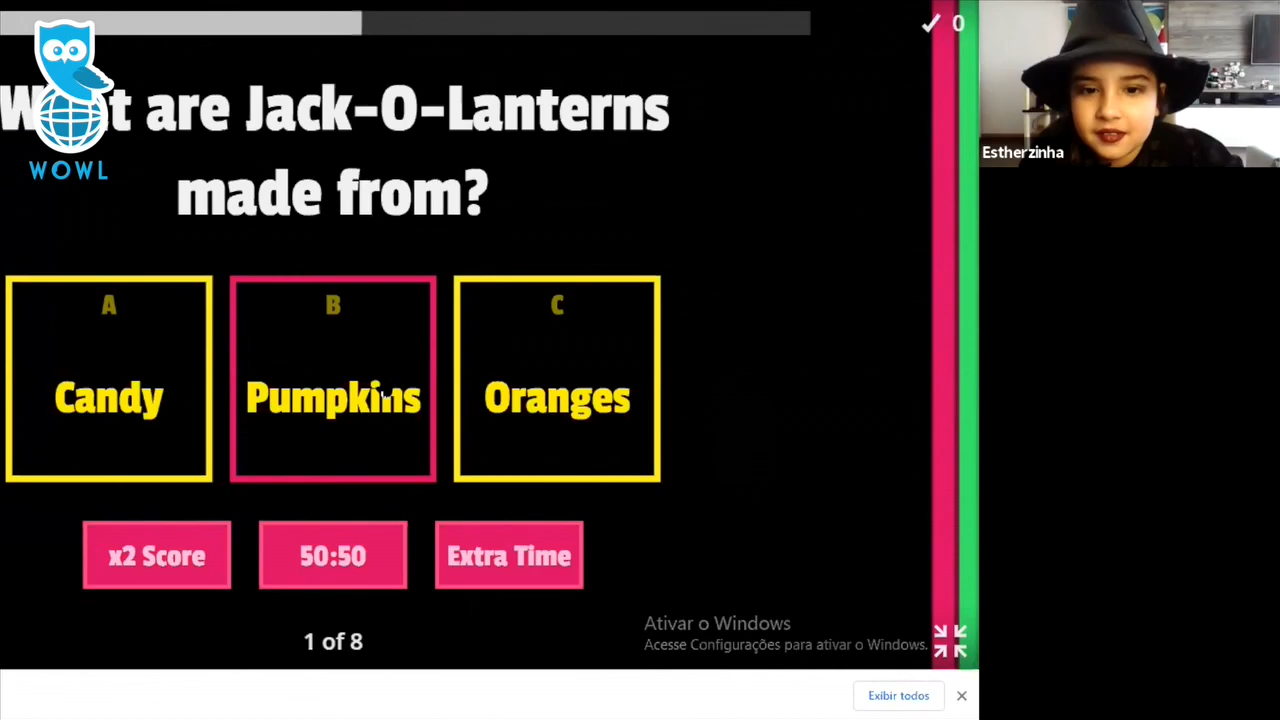 ✓ 0
What are Jack-O-Lanterns
made from?
WOWL
Estherzinha
A
Candy
B
Pumpkins
C
Oranges
x2 Score
50:50
Extra Time
1 of 8
Ativar o Windows
Acesse Configurações para ativar o Windows.
Exibir todos